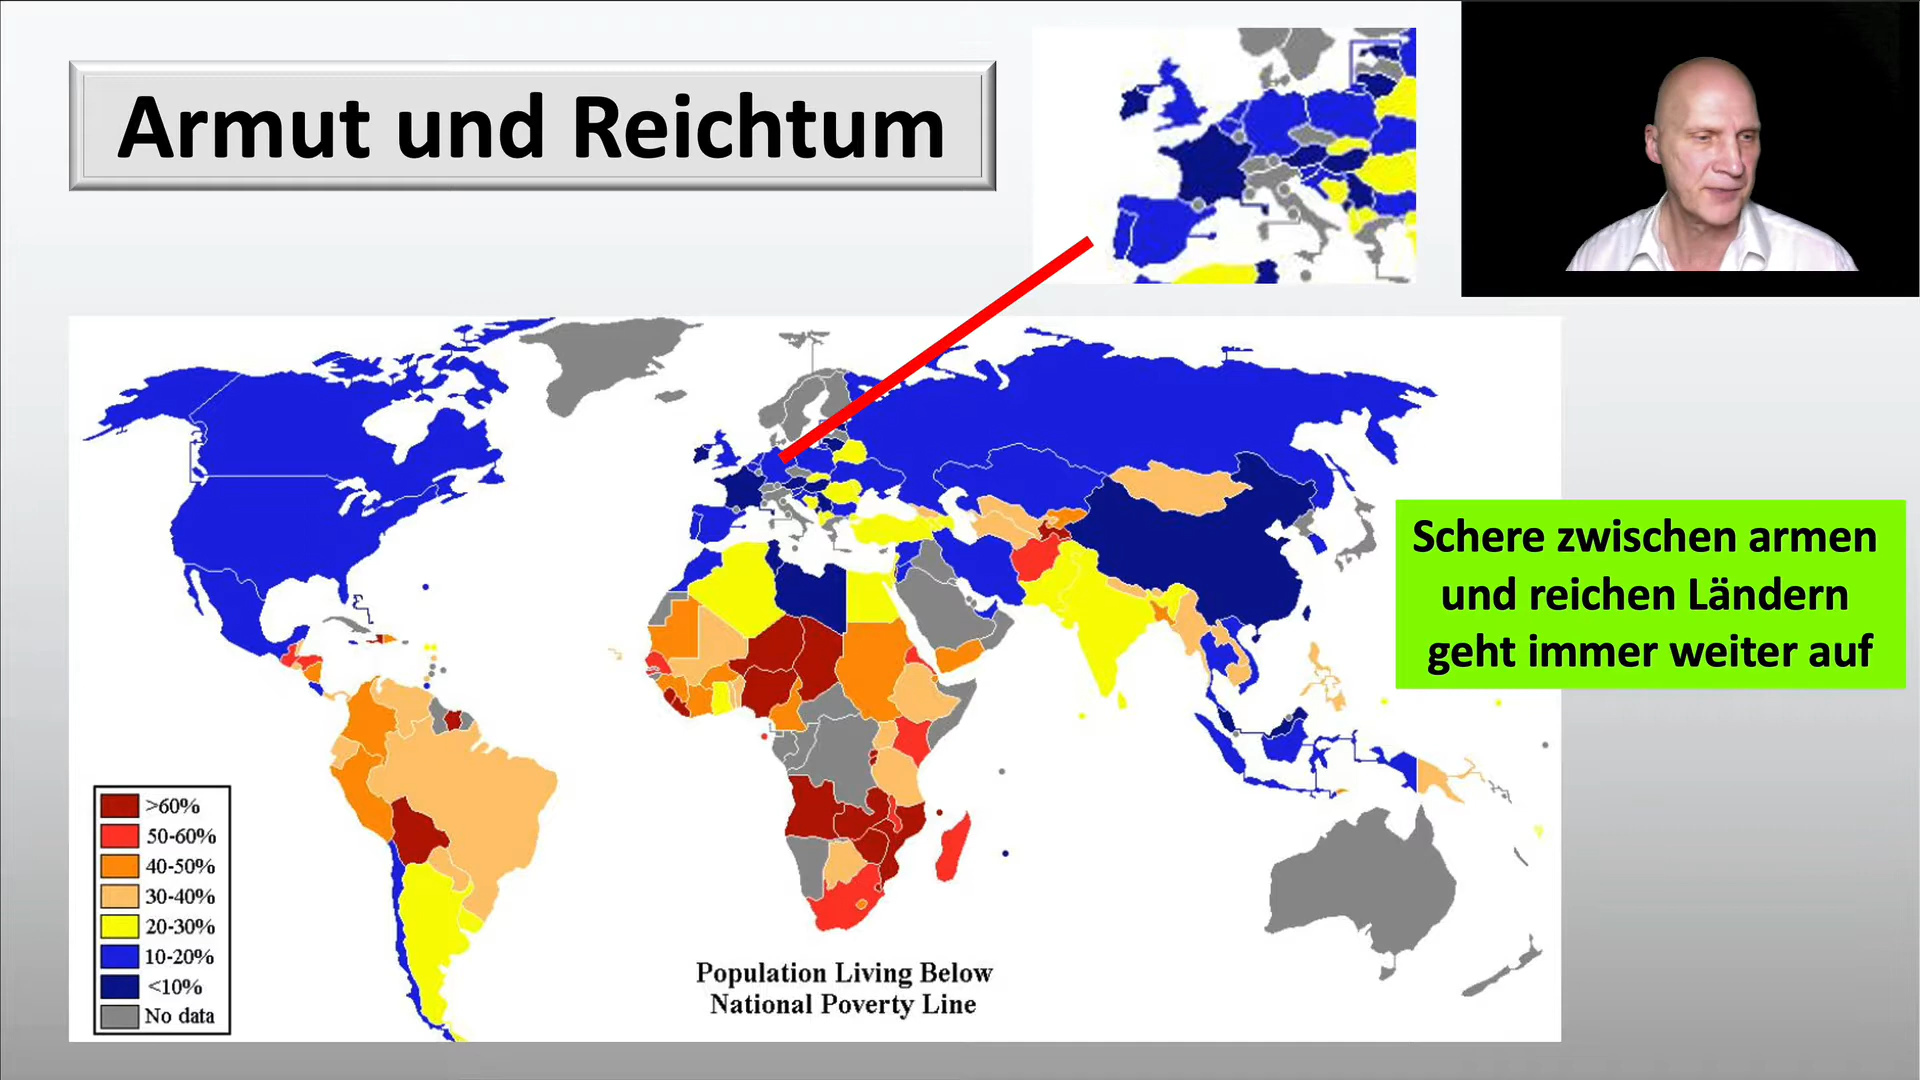 Armut und Reichtum
Schere zwischen armen
und reichen Ländern
geht immer weiter auf
>60%
50-60%
40-50%
30-40%
20-30%
10-20%
<10%
No data
Population Living Below
National Poverty Line